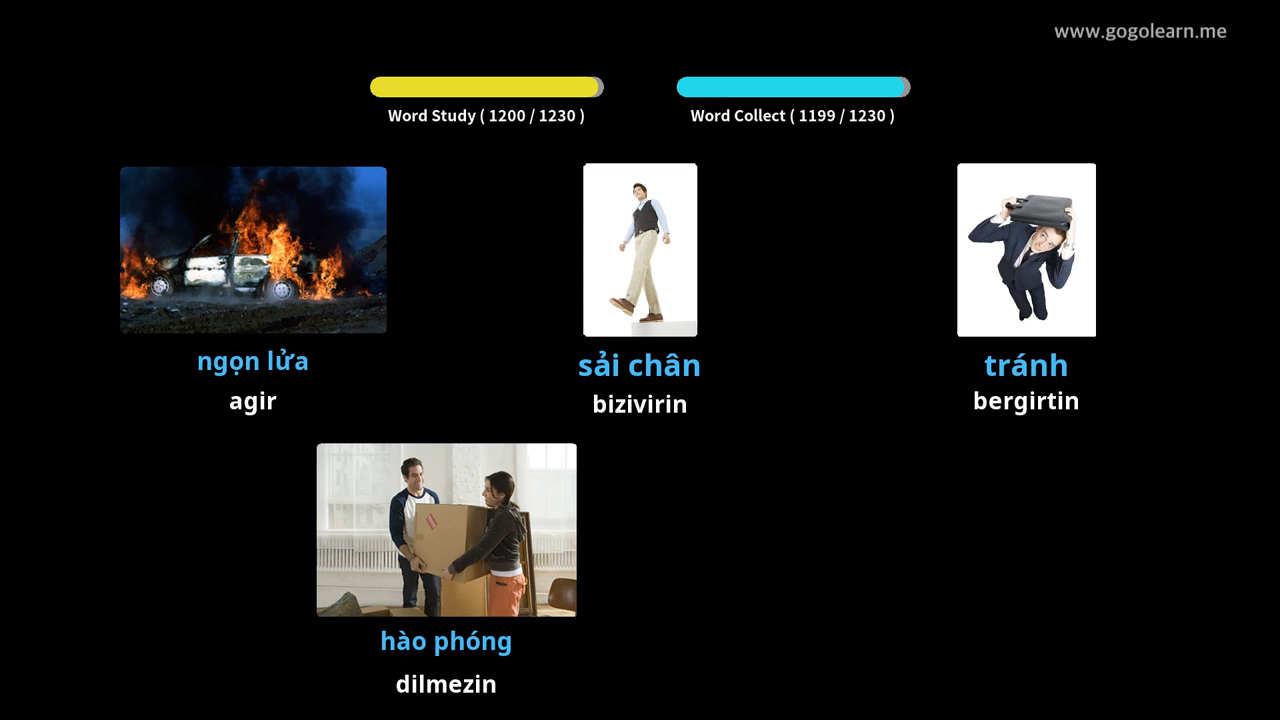 www.gogolearn.me
Word Study ( 1200 / 1230 )
Word Collect ( 1199 / 1230 )
ngọn lửa
agir
sải chân
bizivirin
tránh
bergirtin
hào phóng
dilmezin